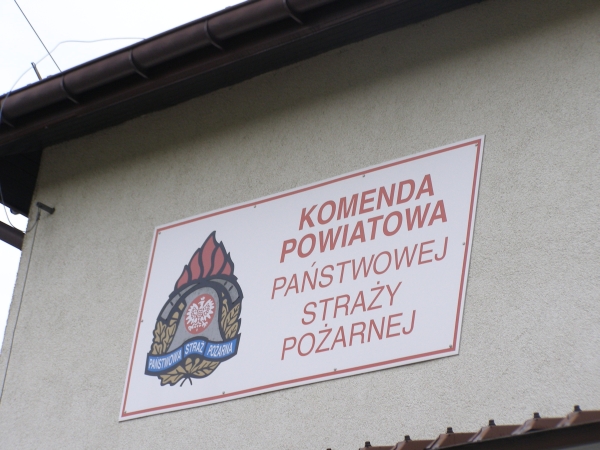 KOMENDA
POWIATOWA
PAŃSTWOWEJ
STRAŻY
POŻARNEJ
PAŃSTWOWA STRAŻ POŻARNA